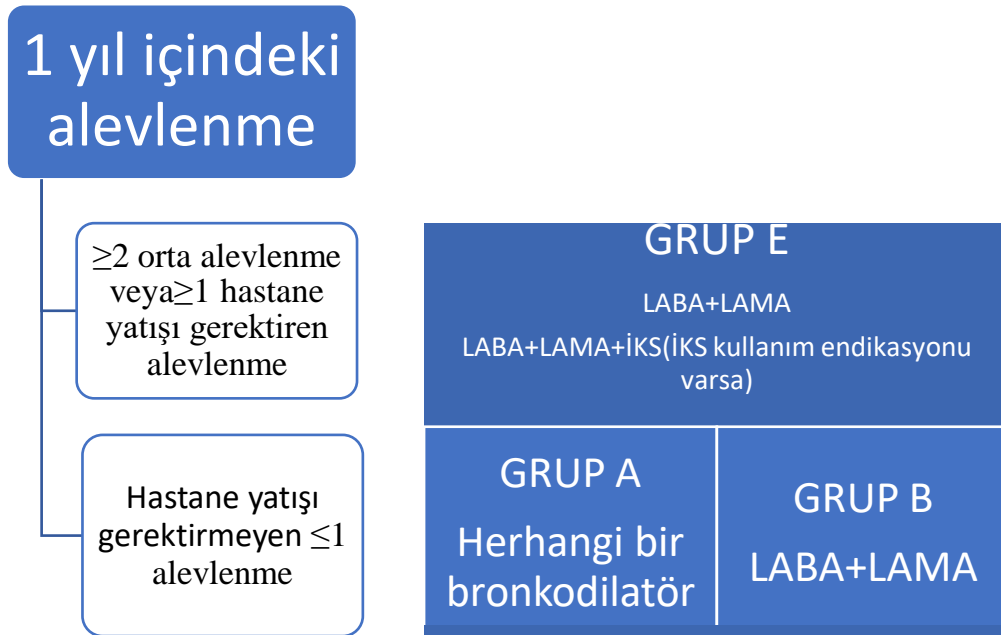 1 yıl içindeki
alevlenme
≥2 orta alevlenme
veya≥1 hastane
yatışı gerektiren
alevlenme
Hastane yatışı
gerektirmeyen ≤1
alevlenme
GRUP E
LABA+LAMA
LABA+LAMA+İKS(İKS kullanım endikasyonu
varsa)
GRUP A
Herhangi bir
bronkodilatör
GRUP B
LABA+LAMA